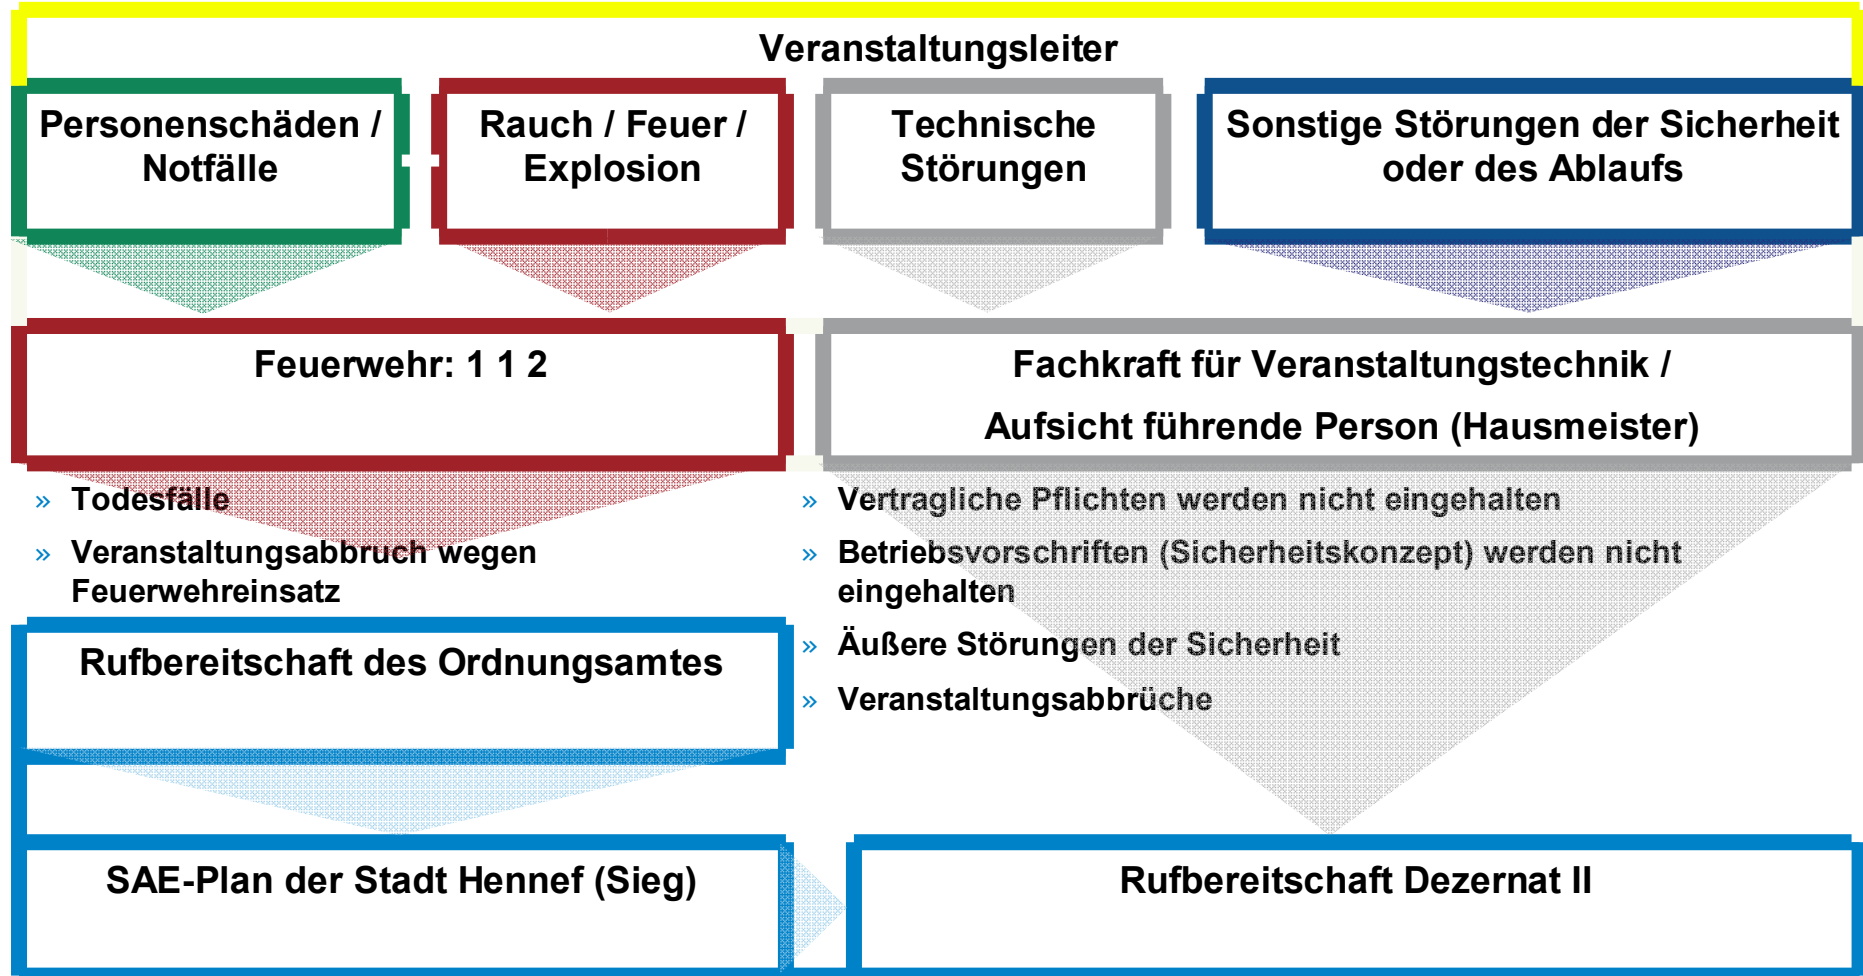 Veranstaltungsleiter
Personenschäden /
Notfälle
Rauch / Feuer /
Explosion
Technische
Störungen
Sonstige Störungen der Sicherheit
oder des Ablaufs
Feuerwehr: 1 1 2
Fachkraft für Veranstaltungstechnik /
Aufsicht führende Person (Hausmeister)
» Todesfälle
» Veranstaltungsabbruch wegen
Feuerwehreinsatz
» Vertragliche Pflichten werden nicht eingehalten
» Betriebsvorschriften (Sicherheitskonzept) werden nicht
eingehalten
» Äußere Störungen der Sicherheit
» Veranstaltungsabbrüche
Rufbereitschaft des Ordnungsamtes
SAE-Plan der Stadt Hennef (Sieg)
Rufbereitschaft Dezernat II